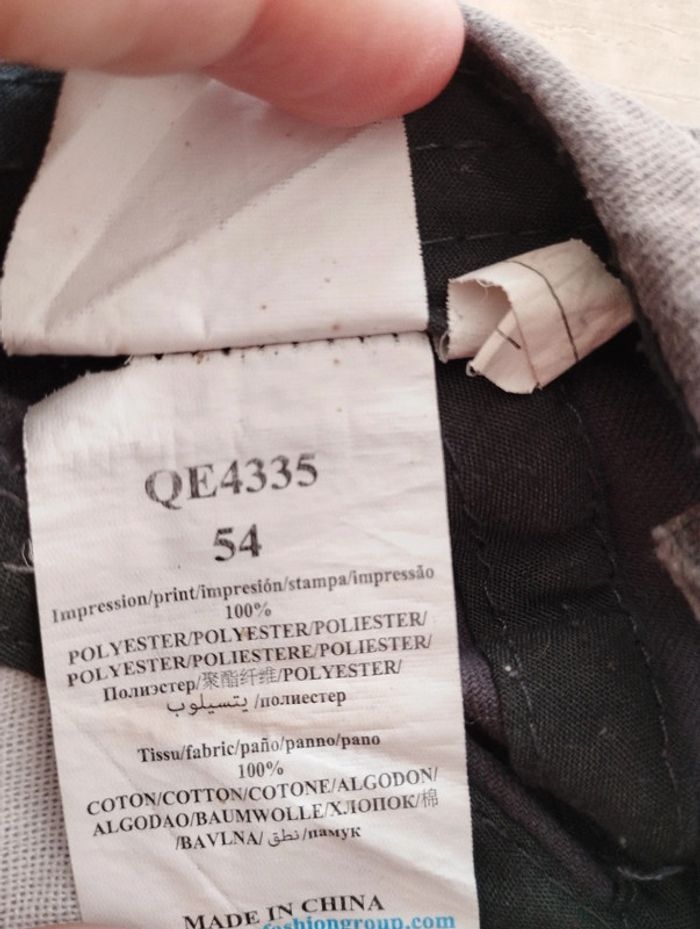 QE4335
54
Impression/print/impresión/stampa/impressão
100%
POLYESTER/POLYESTER/POLIESTER/
POLYESTER/POLIESTERE/POLIESTER/
Полиэстер/聚酯纤维/POLYESTER/
يتسيلوب /полиестер
Tissu/fabric/paño/panno/pano
100%
COTON/COTTON/COTONE/ALGODON/
ALGODAO/BAUMWOLLE/ХЛОПОК/棉
/BAVLNA/ نطق /памук
MADE IN CHINA
fashiongroup.com